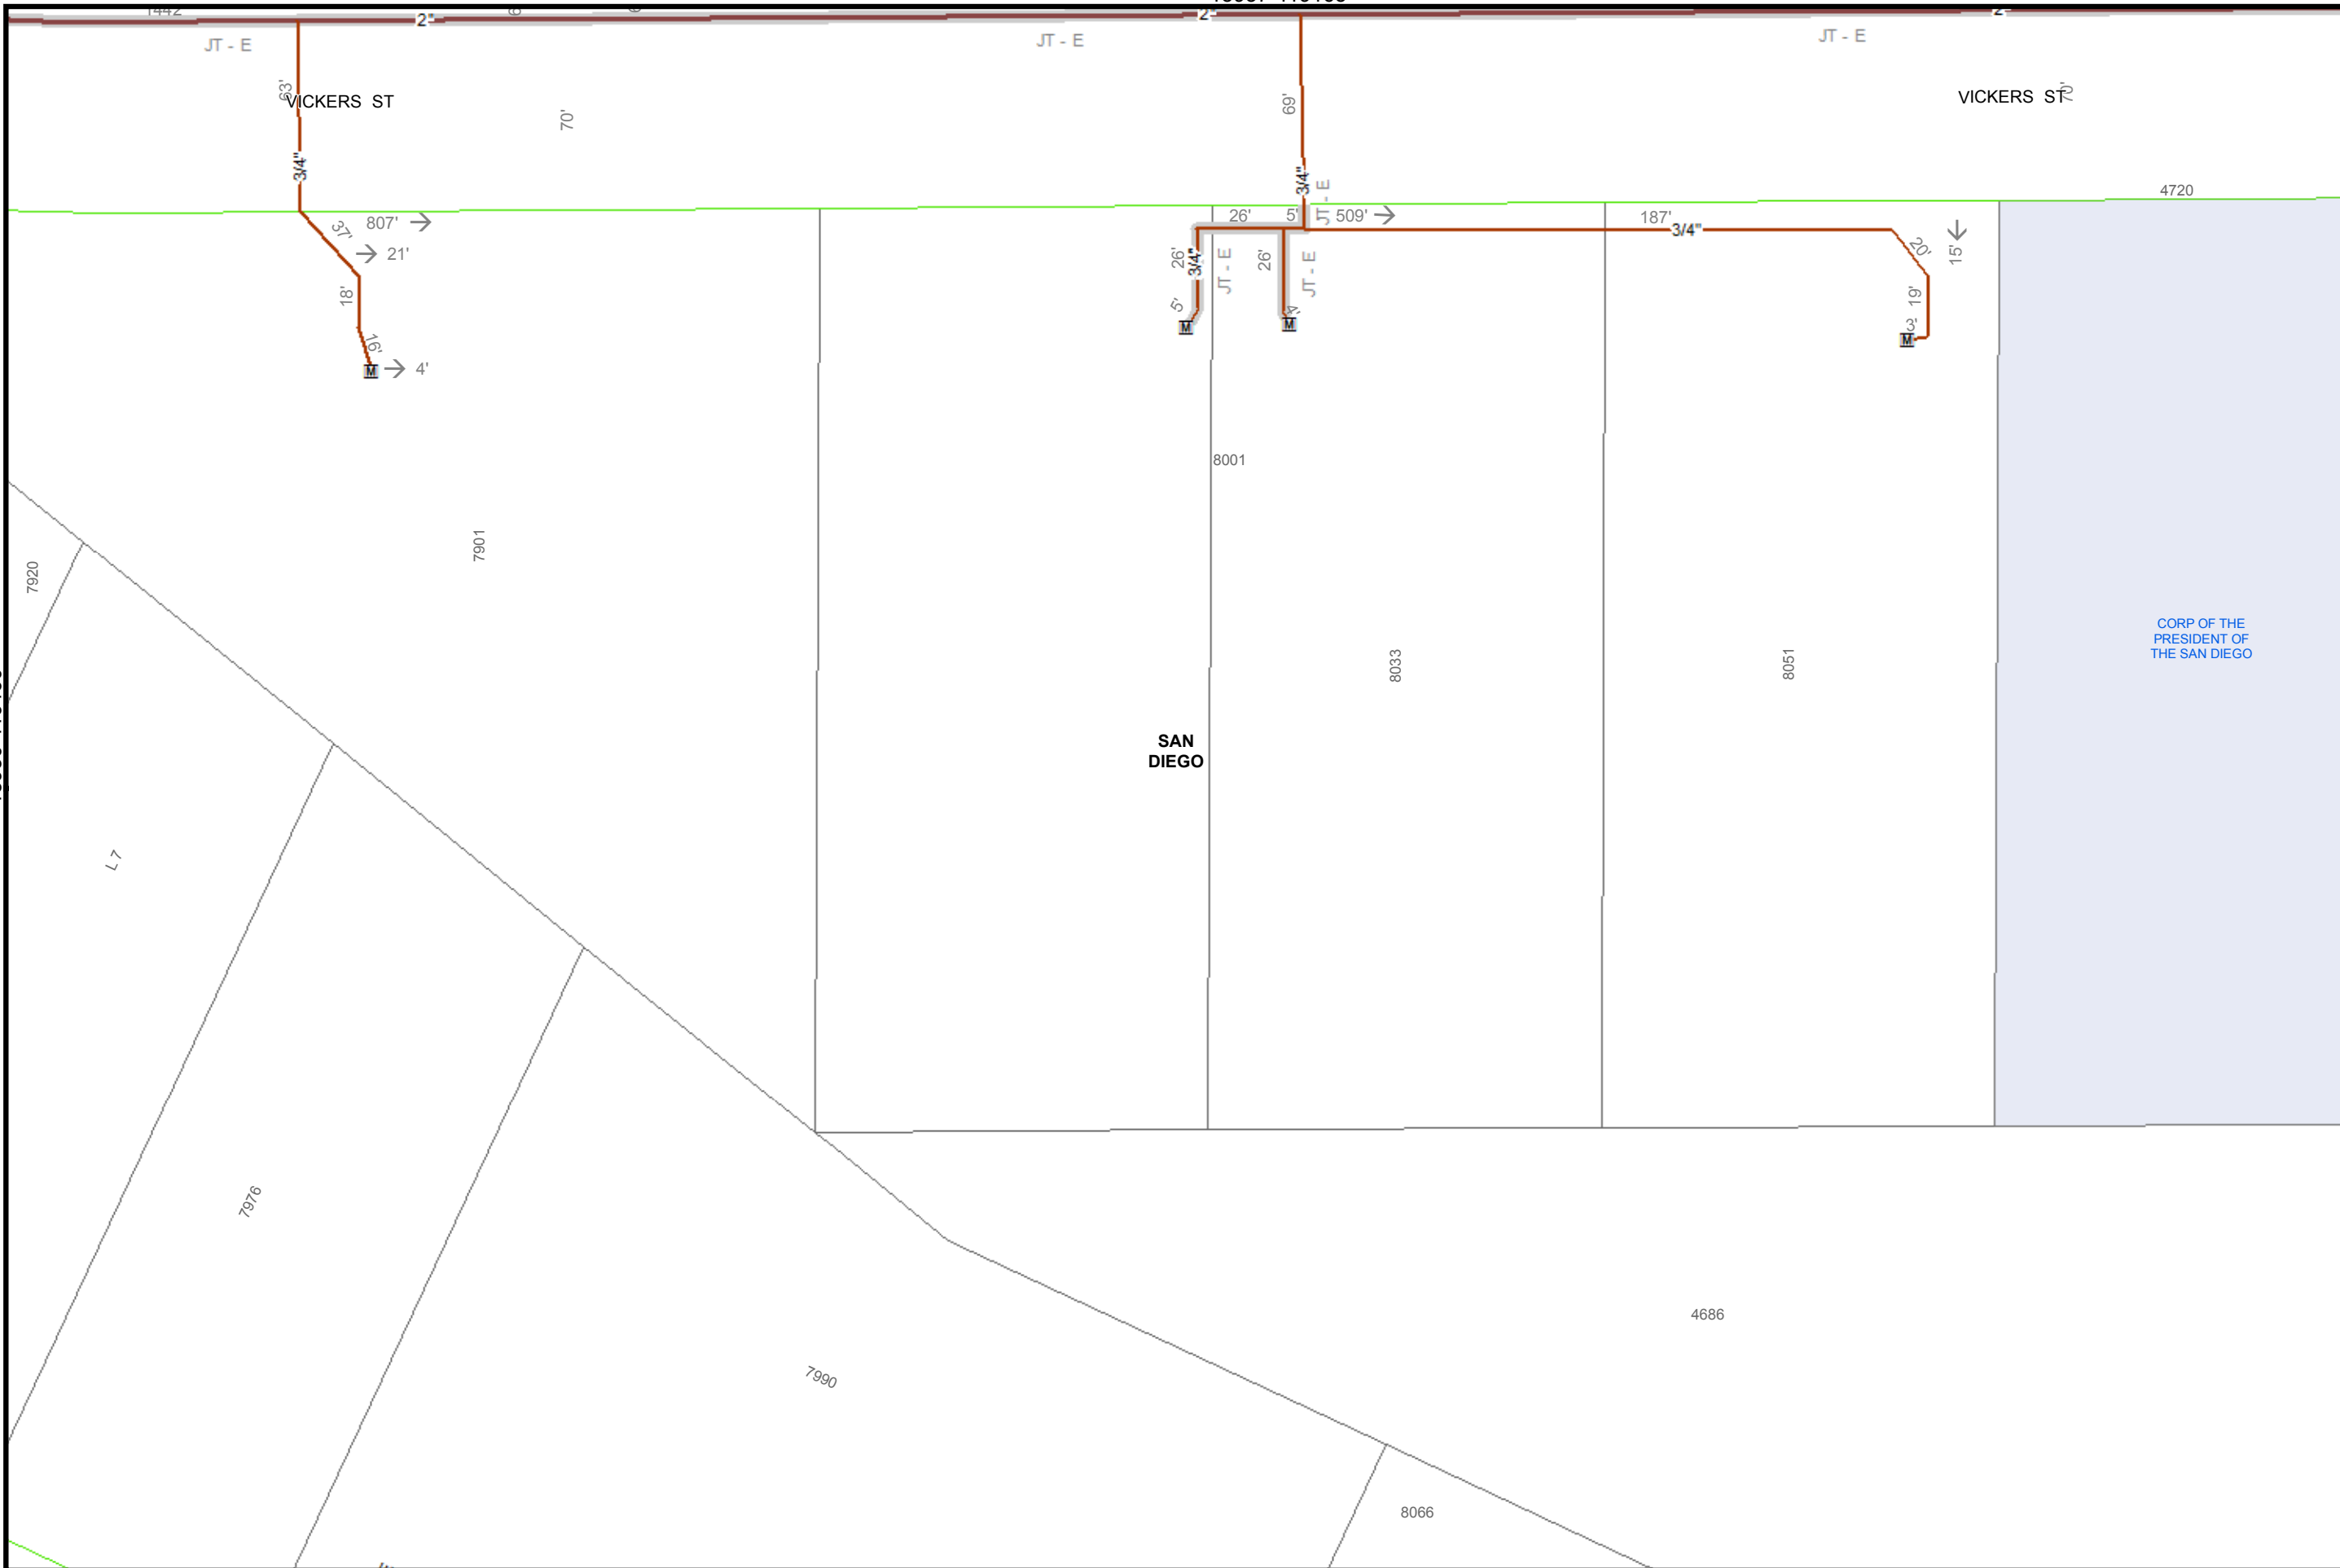 1442
2"
2"
JT - E
JT - E
JT - E
63'
VICKERS ST
70'
69'
VICKERS ST
70'
3/4"
3/4"
JT - E
4720
807'
26'
5'
509'
187'
3/4"
37'
21'
26'
3/4"
JT - E
26'
JT - E
20'
15'
18'
5'
4'
19'
3'
M
M
M
16'
M
4'
8001
7901
7920
8033
8051
CORP OF THE
PRESIDENT OF
THE SAN DIEGO
SAN
DIEGO
L 7
7976
7990
4686
8066